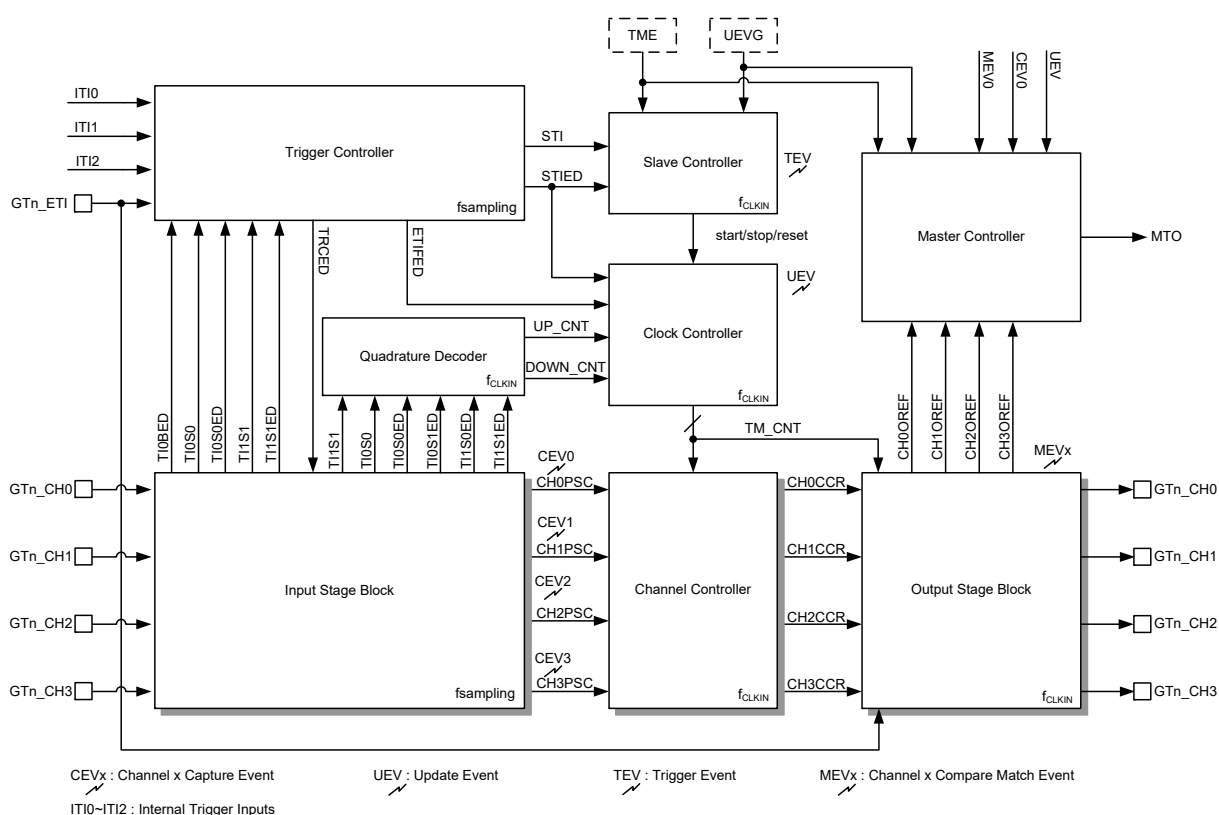 TME
UEVG
MEV0
CEV0
UEV
ITI0
ITI1
ITI2
GTn_ETI
Trigger Controller
fsampling
STI
STIED
Slave Controller
fCLKIN
TEV
Master Controller
MTO
start/stop/reset
TRCED
ETIFED
UEV
Clock Controller
fCLKIN
UP_CNT
DOWN_CNT
Quadrature Decoder
fCLKIN
TI0BED
TI0S0
TI0S0ED
TI1S1
TI1S1ED
TI1S1
TI0S0
TI0S0ED
TI0S1ED
TI1S0ED
TI1S1ED
TM_CNT
CH0OREF
CH1OREF
CH2OREF
CH3OREF
MEVx
GTn_CH0
GTn_CH1
GTn_CH2
GTn_CH3
Input Stage Block
fsampling
CEV0
CH0PSC
CEV1
CH1PSC
CEV2
CH2PSC
CEV3
CH3PSC
Channel Controller
fCLKIN
CH0CCR
CH1CCR
CH2CCR
CH3CCR
Output Stage Block
fCLKIN
GTn_CH0
GTn_CH1
GTn_CH2
GTn_CH3
CEVx : Channel x Capture Event
UEV : Update Event
TEV : Trigger Event
MEVx : Channel x Compare Match Event
ITI0~ITI2 : Internal Trigger Inputs